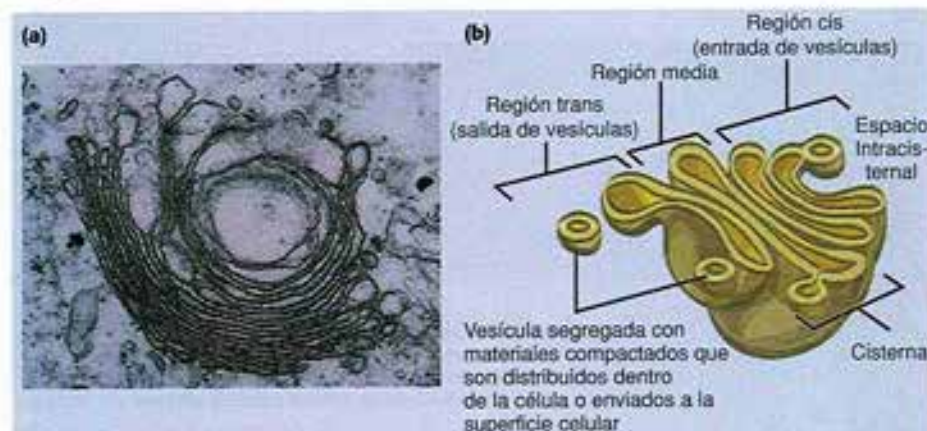 (a)
(b)
Región cis
(entrada de vesículas)
Región media
Región trans
(salida de vesículas)
Espacio
Intracis-
ternal
Vesícula segregada con
materiales compactados que
son distribuidos dentro
de la célula o enviados a la
superficie celular
Cisterna